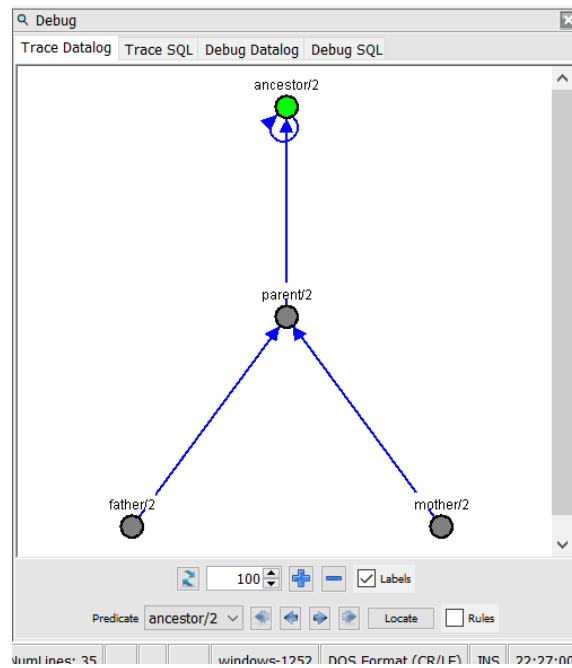 Debug
Trace Datalog Trace SQL Debug Datalog Debug SQL
ancestor/2
parent/2
father/2 mother/2
100 Labels
Predicate ancestor/2 Locate Rules
NumLines: 35 windows-1252 DOS Format (CR/LF) INS 22:27:00